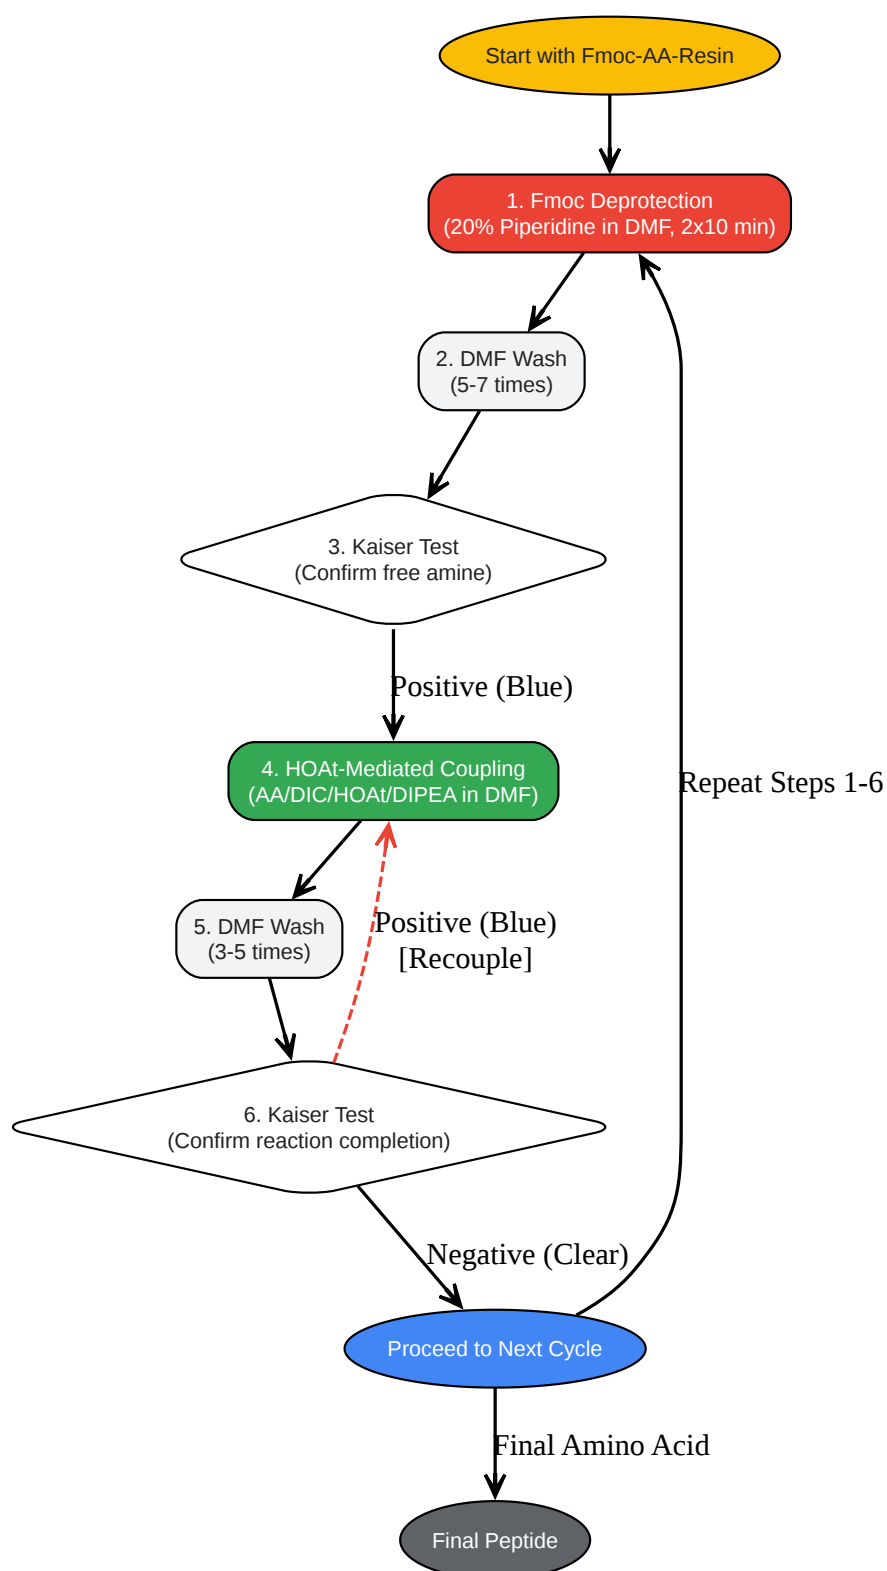 Start with Fmoc-AA-Resin
1. Fmoc Deprotection
(20% Piperidine in DMF, 2x10 min)
2. DMF Wash
(5-7 times)
3. Kaiser Test
(Confirm free amine)
Positive (Blue)
4. HOAt-Mediated Coupling
(AA/DIC/HOAt/DIPEA in DMF)
Repeat Steps 1-6
5. DMF Wash
(3-5 times)
Positive (Blue)
[Recouple]
6. Kaiser Test
(Confirm reaction completion)
Negative (Clear)
Proceed to Next Cycle
Final Amino Acid
Final Peptide